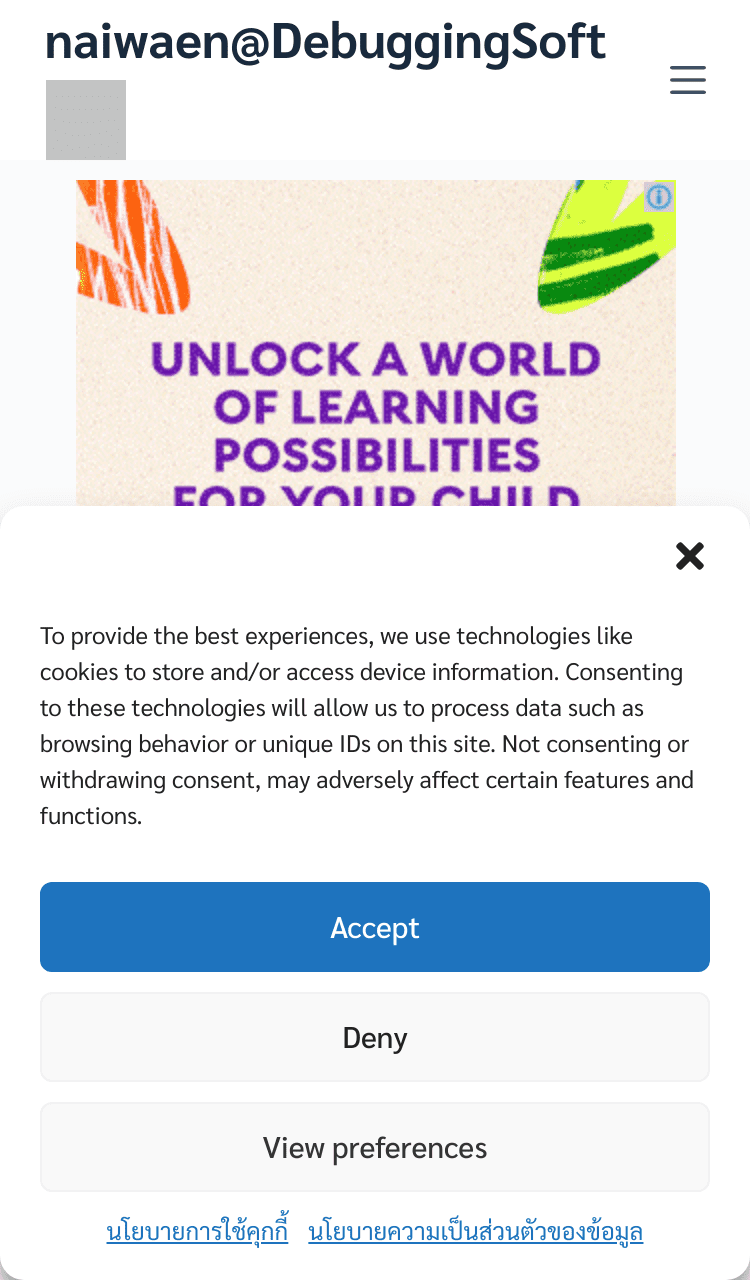 naiwaen@DebuggingSoft
UNLOCK A WORLD
OF LEARNING
POSSIBILITIES
FOR YOUR CHILD
To provide the best experiences, we use technologies like
cookies to store and/or access device information. Consenting
to these technologies will allow us to process data such as
browsing behavior or unique IDs on this site. Not consenting or
withdrawing consent, may adversely affect certain features and
functions.
Accept
Deny
View preferences
นโยบายการใช้คุกกี้ นโยบายความเป็นส่วนตัวของข้อมูล